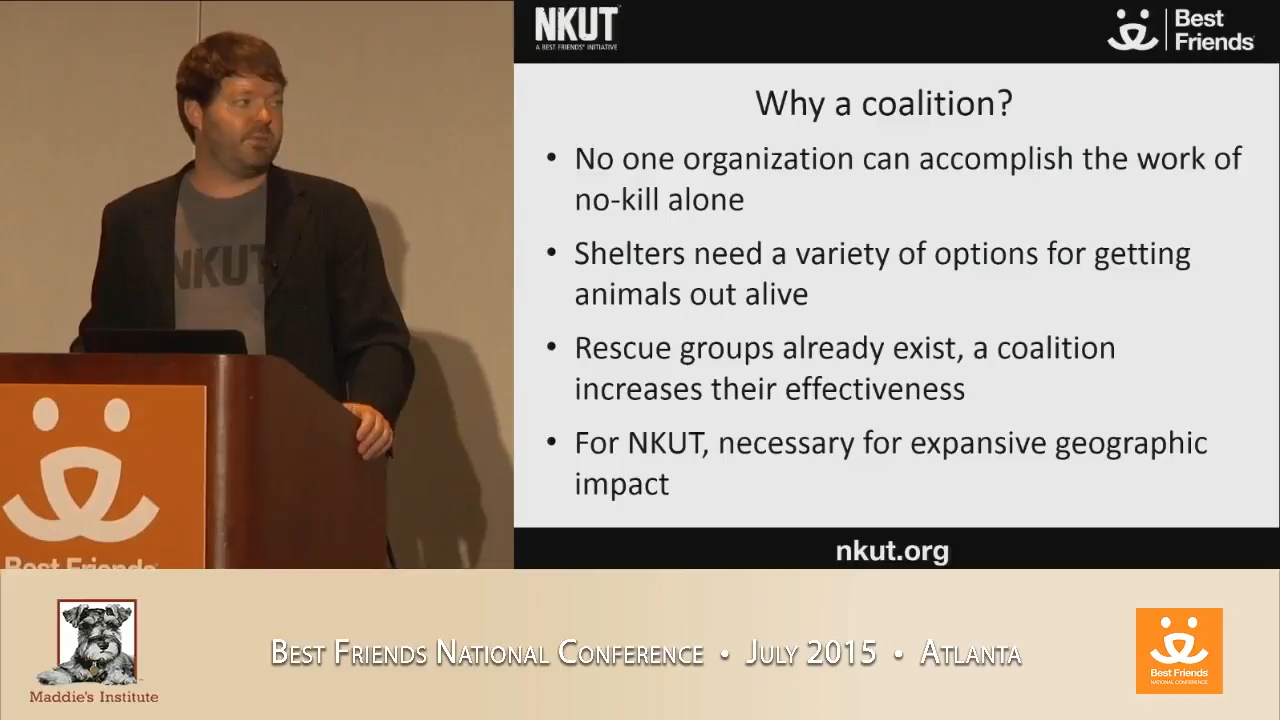 NKUT
A BEST FRIENDS' INITIATIVE
Best
Friends
Why a coalition?
• No one organization can accomplish the work of
no-kill alone
• Shelters need a variety of options for getting
animals out alive
• Rescue groups already exist, a coalition
increases their effectiveness
• For NKUT, necessary for expansive geographic
impact
nkut.org
NKUT
Best Friends
Maddie's Institute
Best Friends National Conference • July 2015 • Atlanta
Best Friends
NATIONAL CONFERENCE